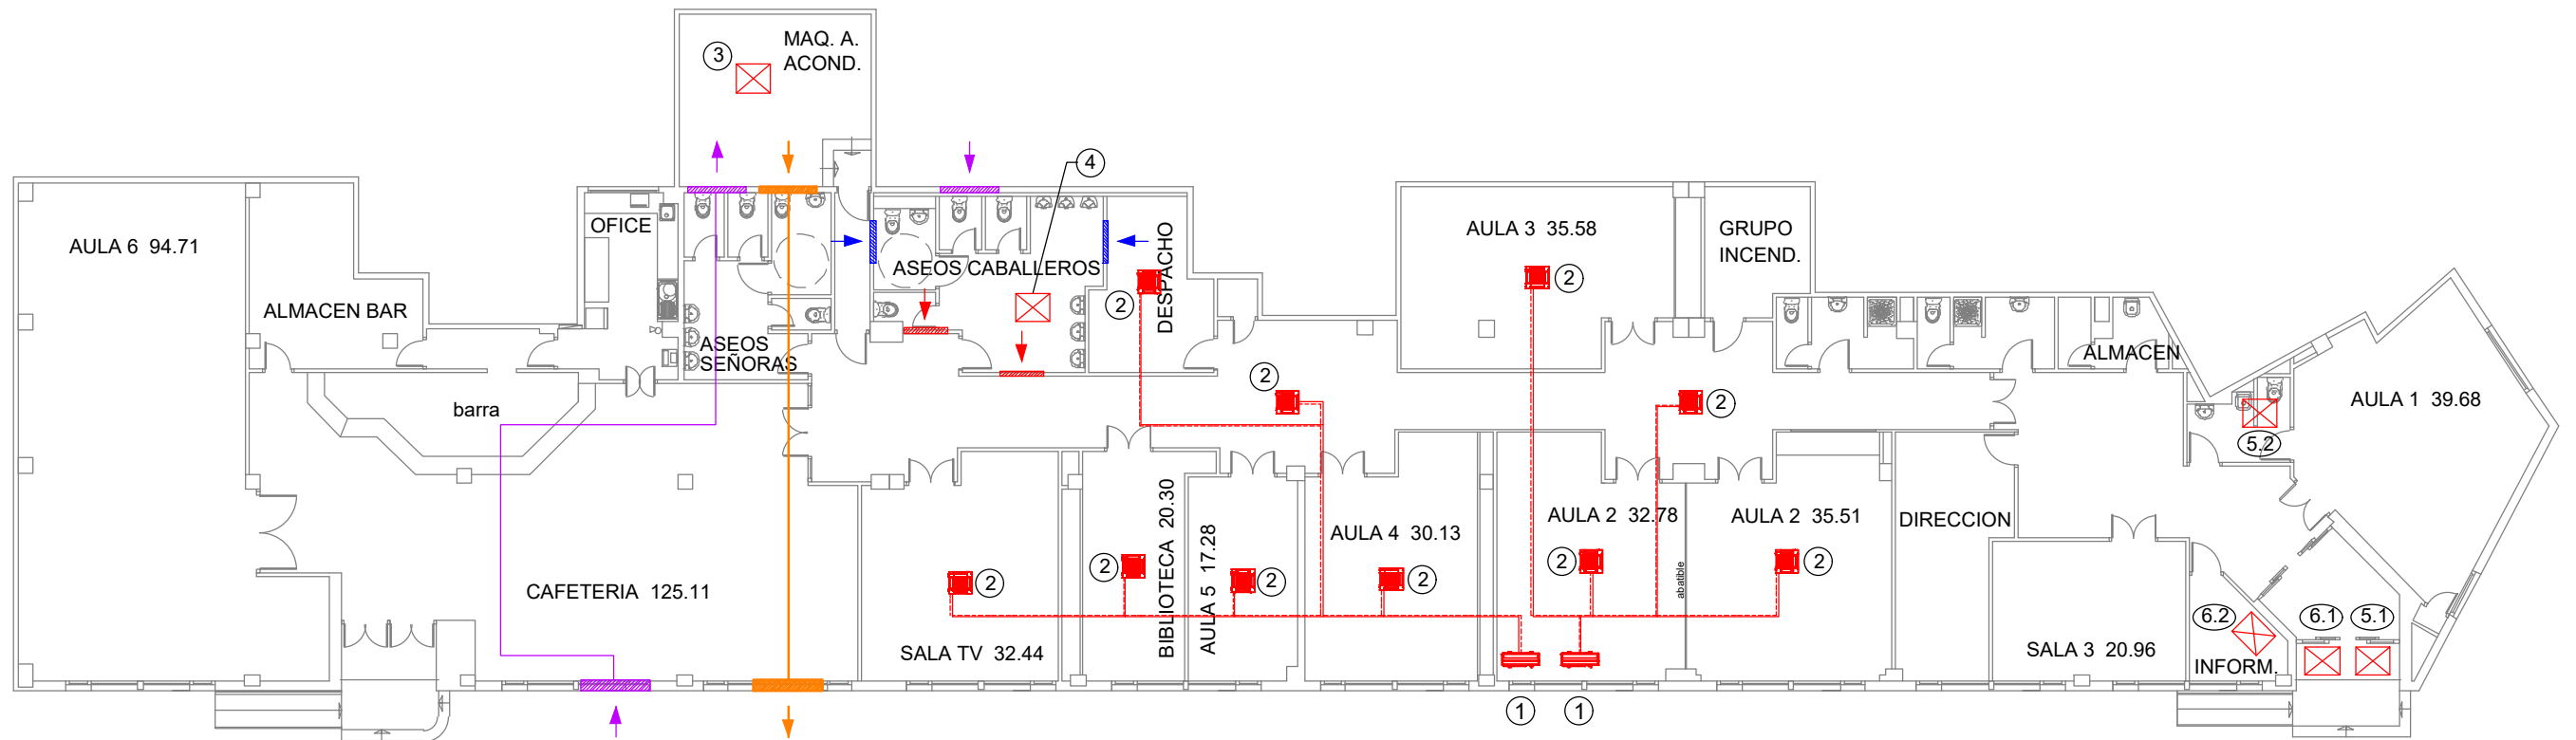 MAQ. A.
ACOND.
3
4
AULA 6 94.71
OFICE
ALMACEN BAR
ASEOS
SEÑORAS
ASEOS CABALLEROS
DESPACHO
2
AULA 3 35.58
2
GRUPO
INCEND.
ALMACEN
AULA 1 39.68
barra
2
2
5.2
CAFETERIA 125.11
SALA TV 32.44
2
BIBLIOTECA 20.30
2
AULA 5 17.28
2
AULA 4 30.13
2
AULA 2 32.78
2
abatible
AULA 2 35.51
2
DIRECCION
SALA 3 20.96
6.2
INFORM.
6.1
5.1
1
1